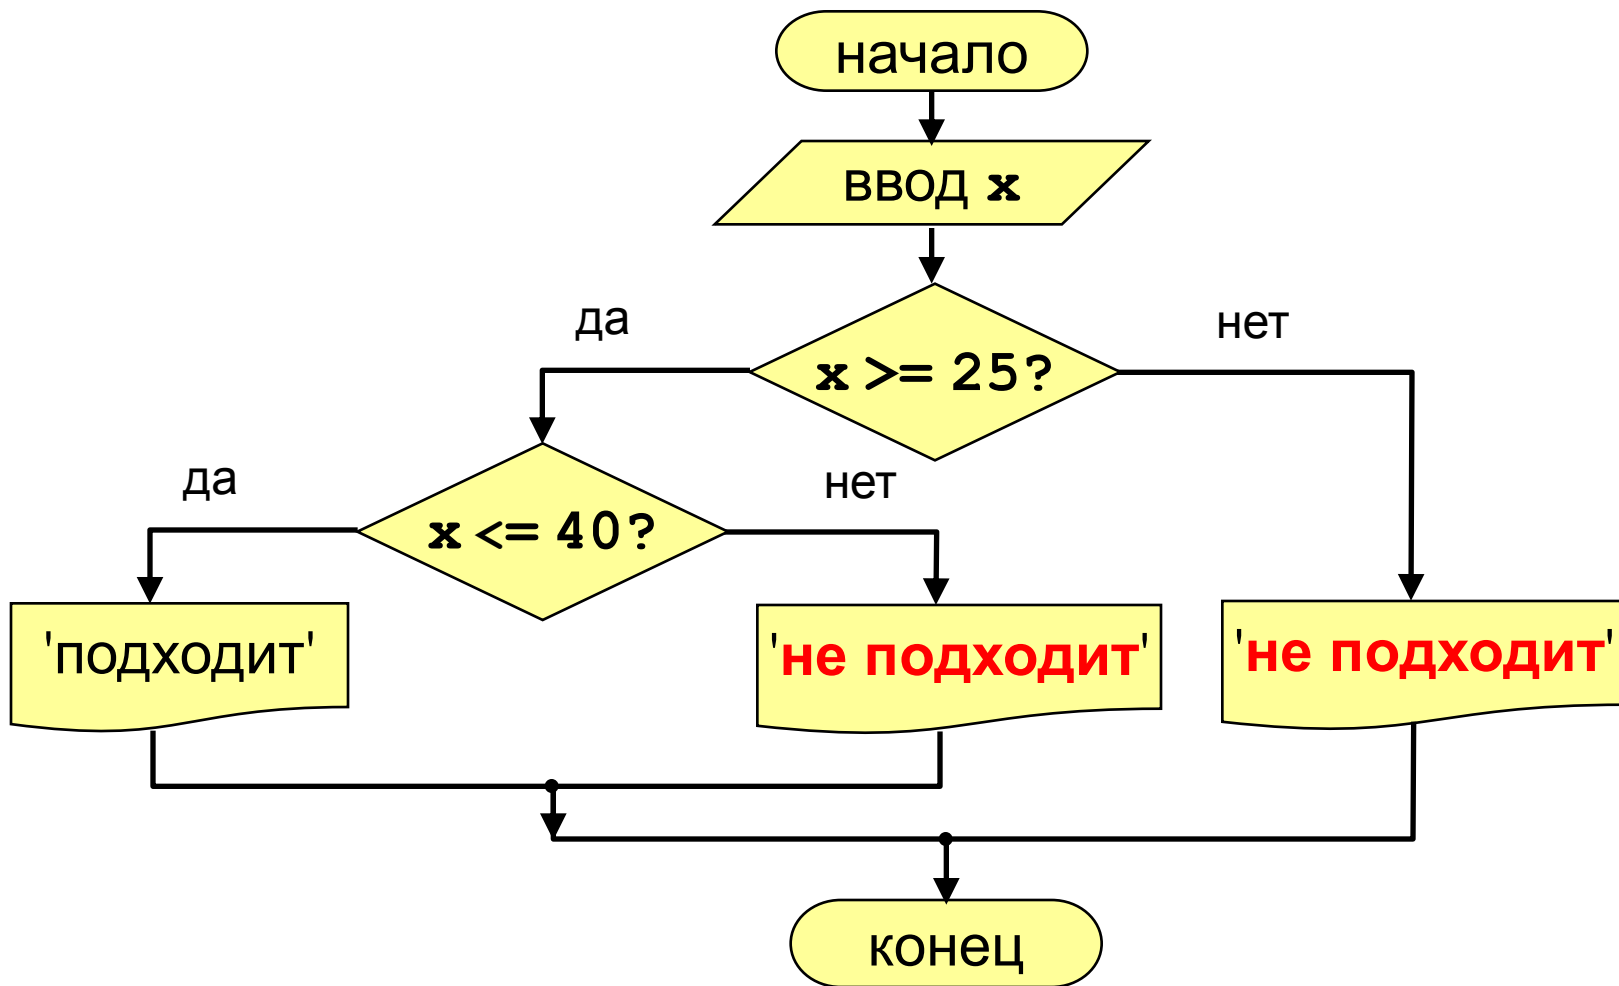 начало
ввод x
да
нет
x >= 25?
да
нет
x <= 40?
'подходит'
'не подходит'
'не подходит'
конец